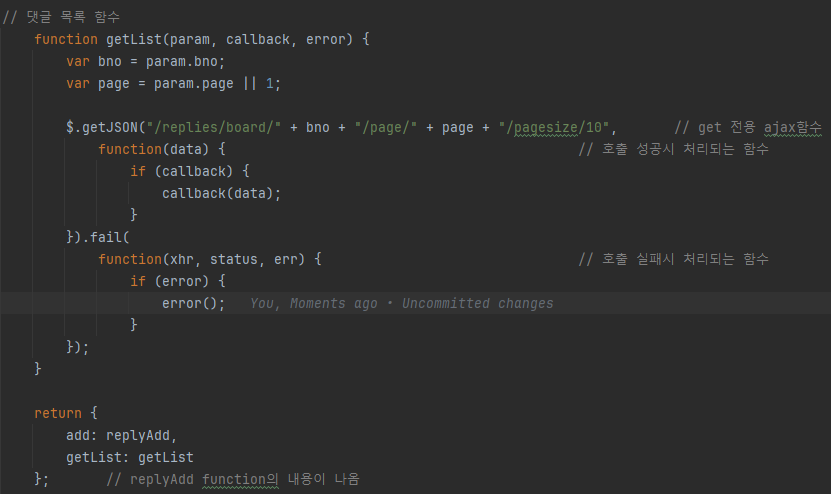 // 댓글 목록 함수
function getList(param, callback, error) {
var bno = param.bno;
var page = param.page || 1;
$.getJSON("/replies/board/" + bno + "/page/" + page + "/pagesize/10", // get 전용 ajax함수
function(data) { // 호출 성공시 처리되는 함수
if (callback) {
callback(data);
}
}).fail(
function(xhr, status, err) { // 호출 실패시 처리되는 함수
if (error) {
error(); You, Moments ago • Uncommitted changes
}
});
}
return {
add: replyAdd,
getList: getList
}; // replyAdd function의 내용이 나옴